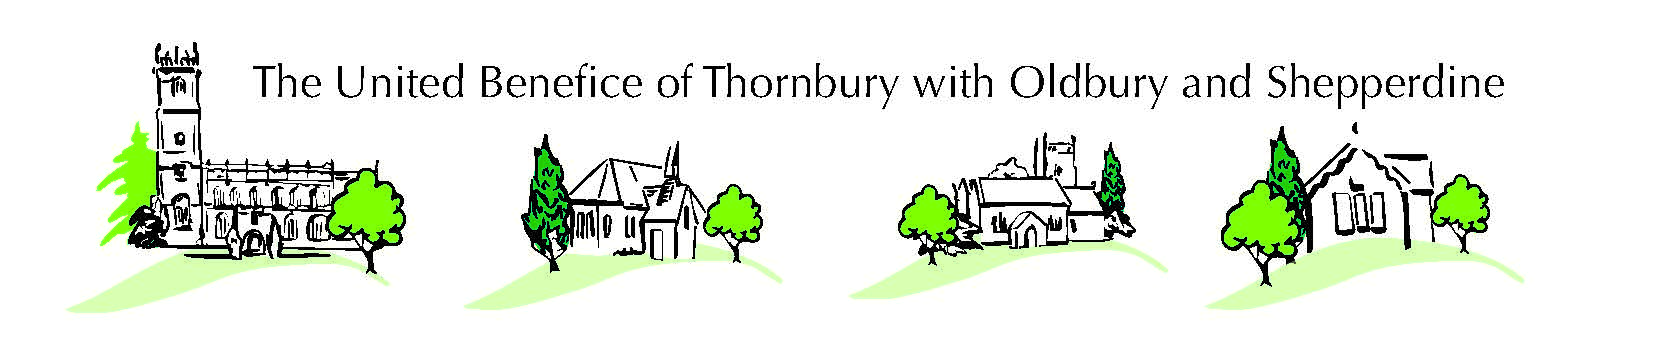 The United Benefice of Thornbury with Oldbury and Shepperdine